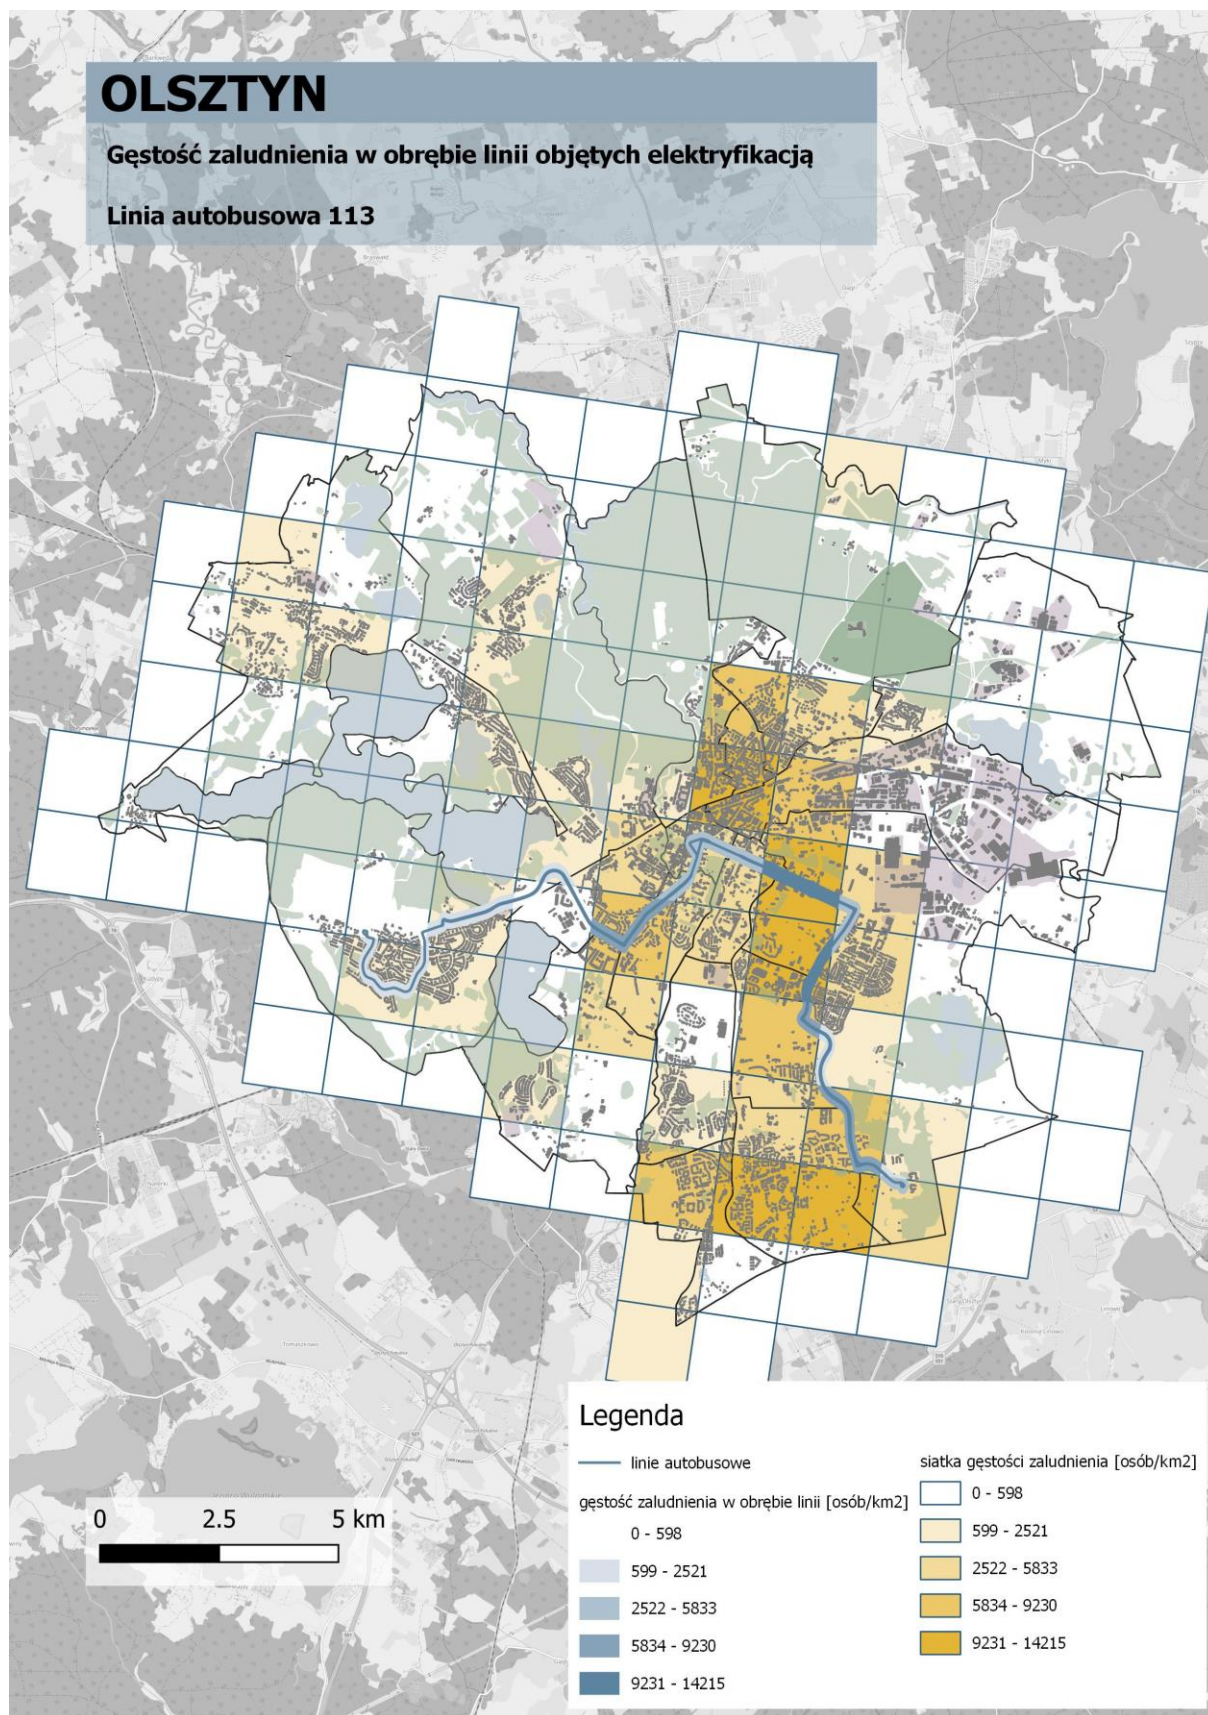 OLSZTYN
Gęstość zaludnienia w obrębie linii objętych elektryfikacją
Linia autobusowa 113
Legenda
linie autobusowe
gęstość zaludnienia w obrębie linii [osób/km2]
0 - 598
599 - 2521
2522 - 5833
5834 - 9230
9231 - 14215
siatka gęstości zaludnienia [osób/km2]
0 - 598
599 - 2521
2522 - 5833
5834 - 9230
9231 - 14215
0 2.5 5 km